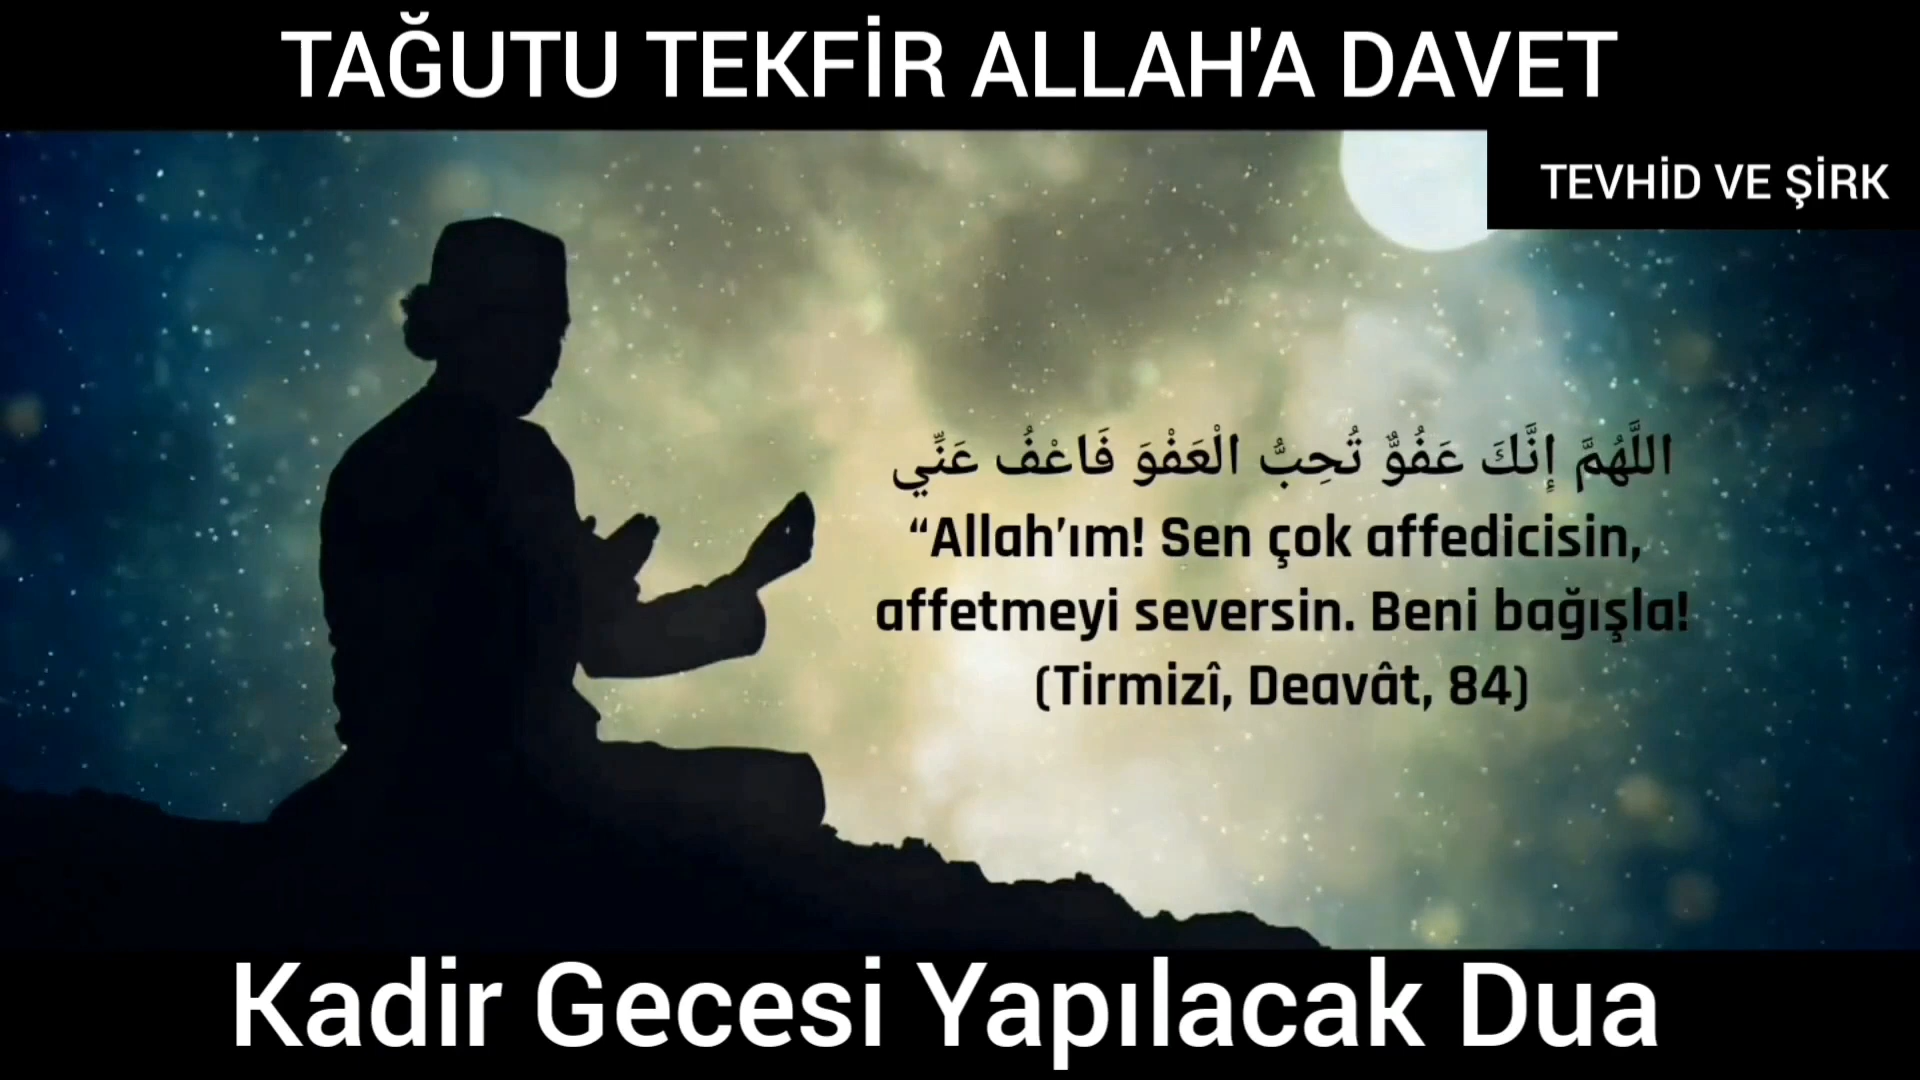 TAĞUTU TEKFİR ALLAH'A DAVET
TEVHİD VE ŞİRK
اللَّهُمَّ إِنَّكَ عَفُوٌّ تُحِبُّ الْعَفْوَ فَاعْفُ عَنِّي
“Allah’ım! Sen çok affedicisin,
affetmeyi seversin. Beni bağışla!
(Tirmizî, Deavât, 84)
Kadir Gecesi Yapılacak Dua